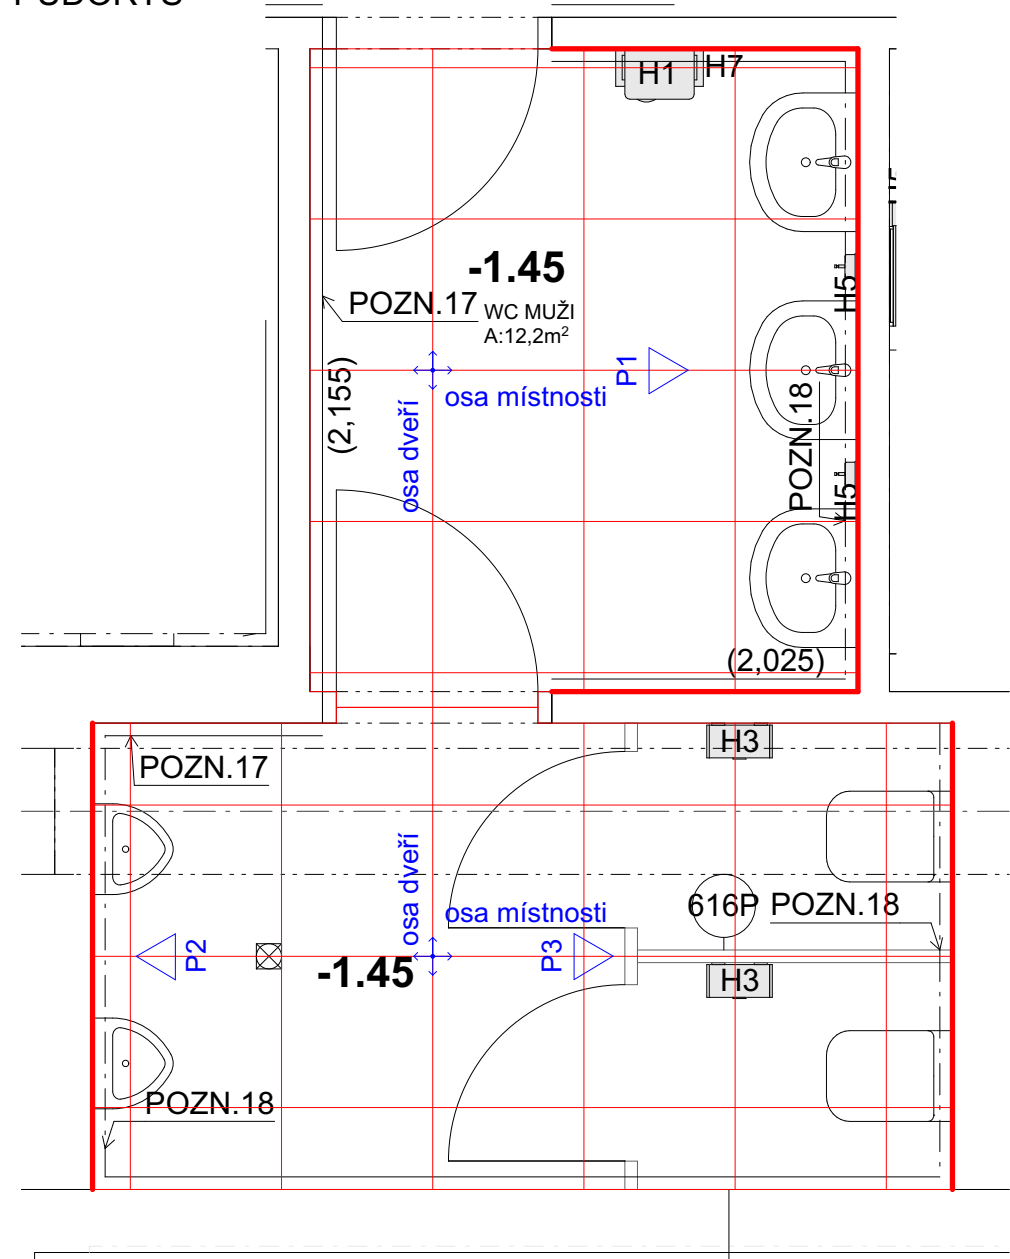 PŮDORYS
H1
H7
-1.45
WC MUŽI
A:12,2m²
POZN.17
H5
(2,155)
osa dveří
osa místnosti
P1
POZN.18
H5
(2,025)
POZN.17
H3
osa dveří
osa místnosti
616P
POZN.18
P2
-1.45
P3
H3
POZN.18